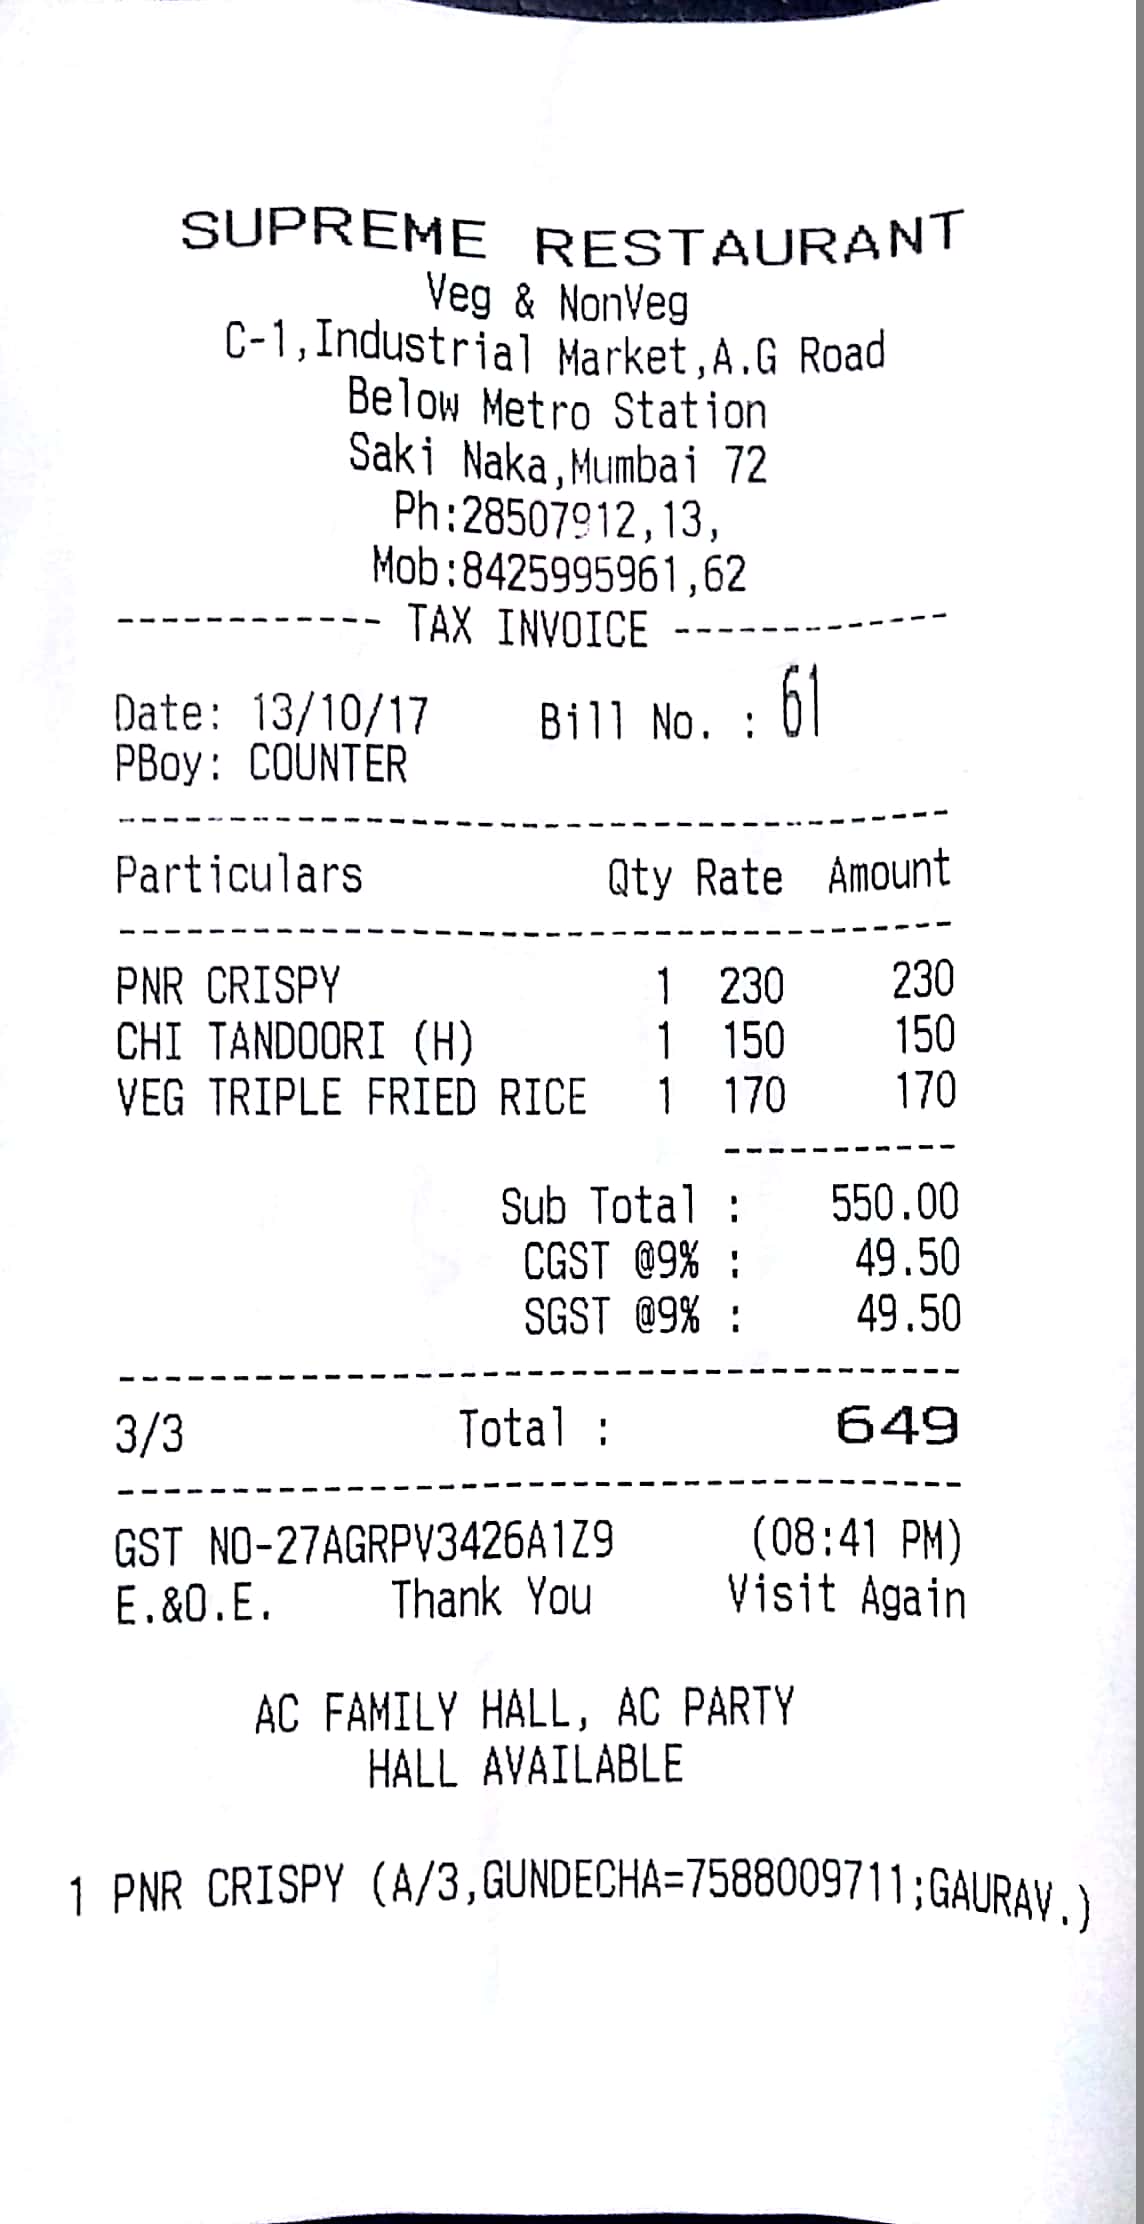 SUPREME RESTAURANT
Veg & NonVeg
C-1,Industrial Market,A.G Road
Below Metro Station
Saki Naka,Mumbai 72
Ph:28507912,13,
Mob:8425995961,62
------------ TAX INVOICE -------------
Date: 13/10/17 Bill No. : 61
PBoy: COUNTER
Particulars Qty Rate Amount
PNR CRISPY 1 230 230
CHI TANDOORI (H) 1 150 150
VEG TRIPLE FRIED RICE 1 170 170
Sub Total : 550.00
CGST @9% : 49.50
SGST @9% : 49.50
3/3 Total : 649
GST NO-27AGRPV3426A1Z9 (08:41 PM)
E.&O.E. Thank You Visit Again
AC FAMILY HALL, AC PARTY
HALL AVAILABLE
1 PNR CRISPY (A/3,GUNDECHA=7588009711;GAURAV.)